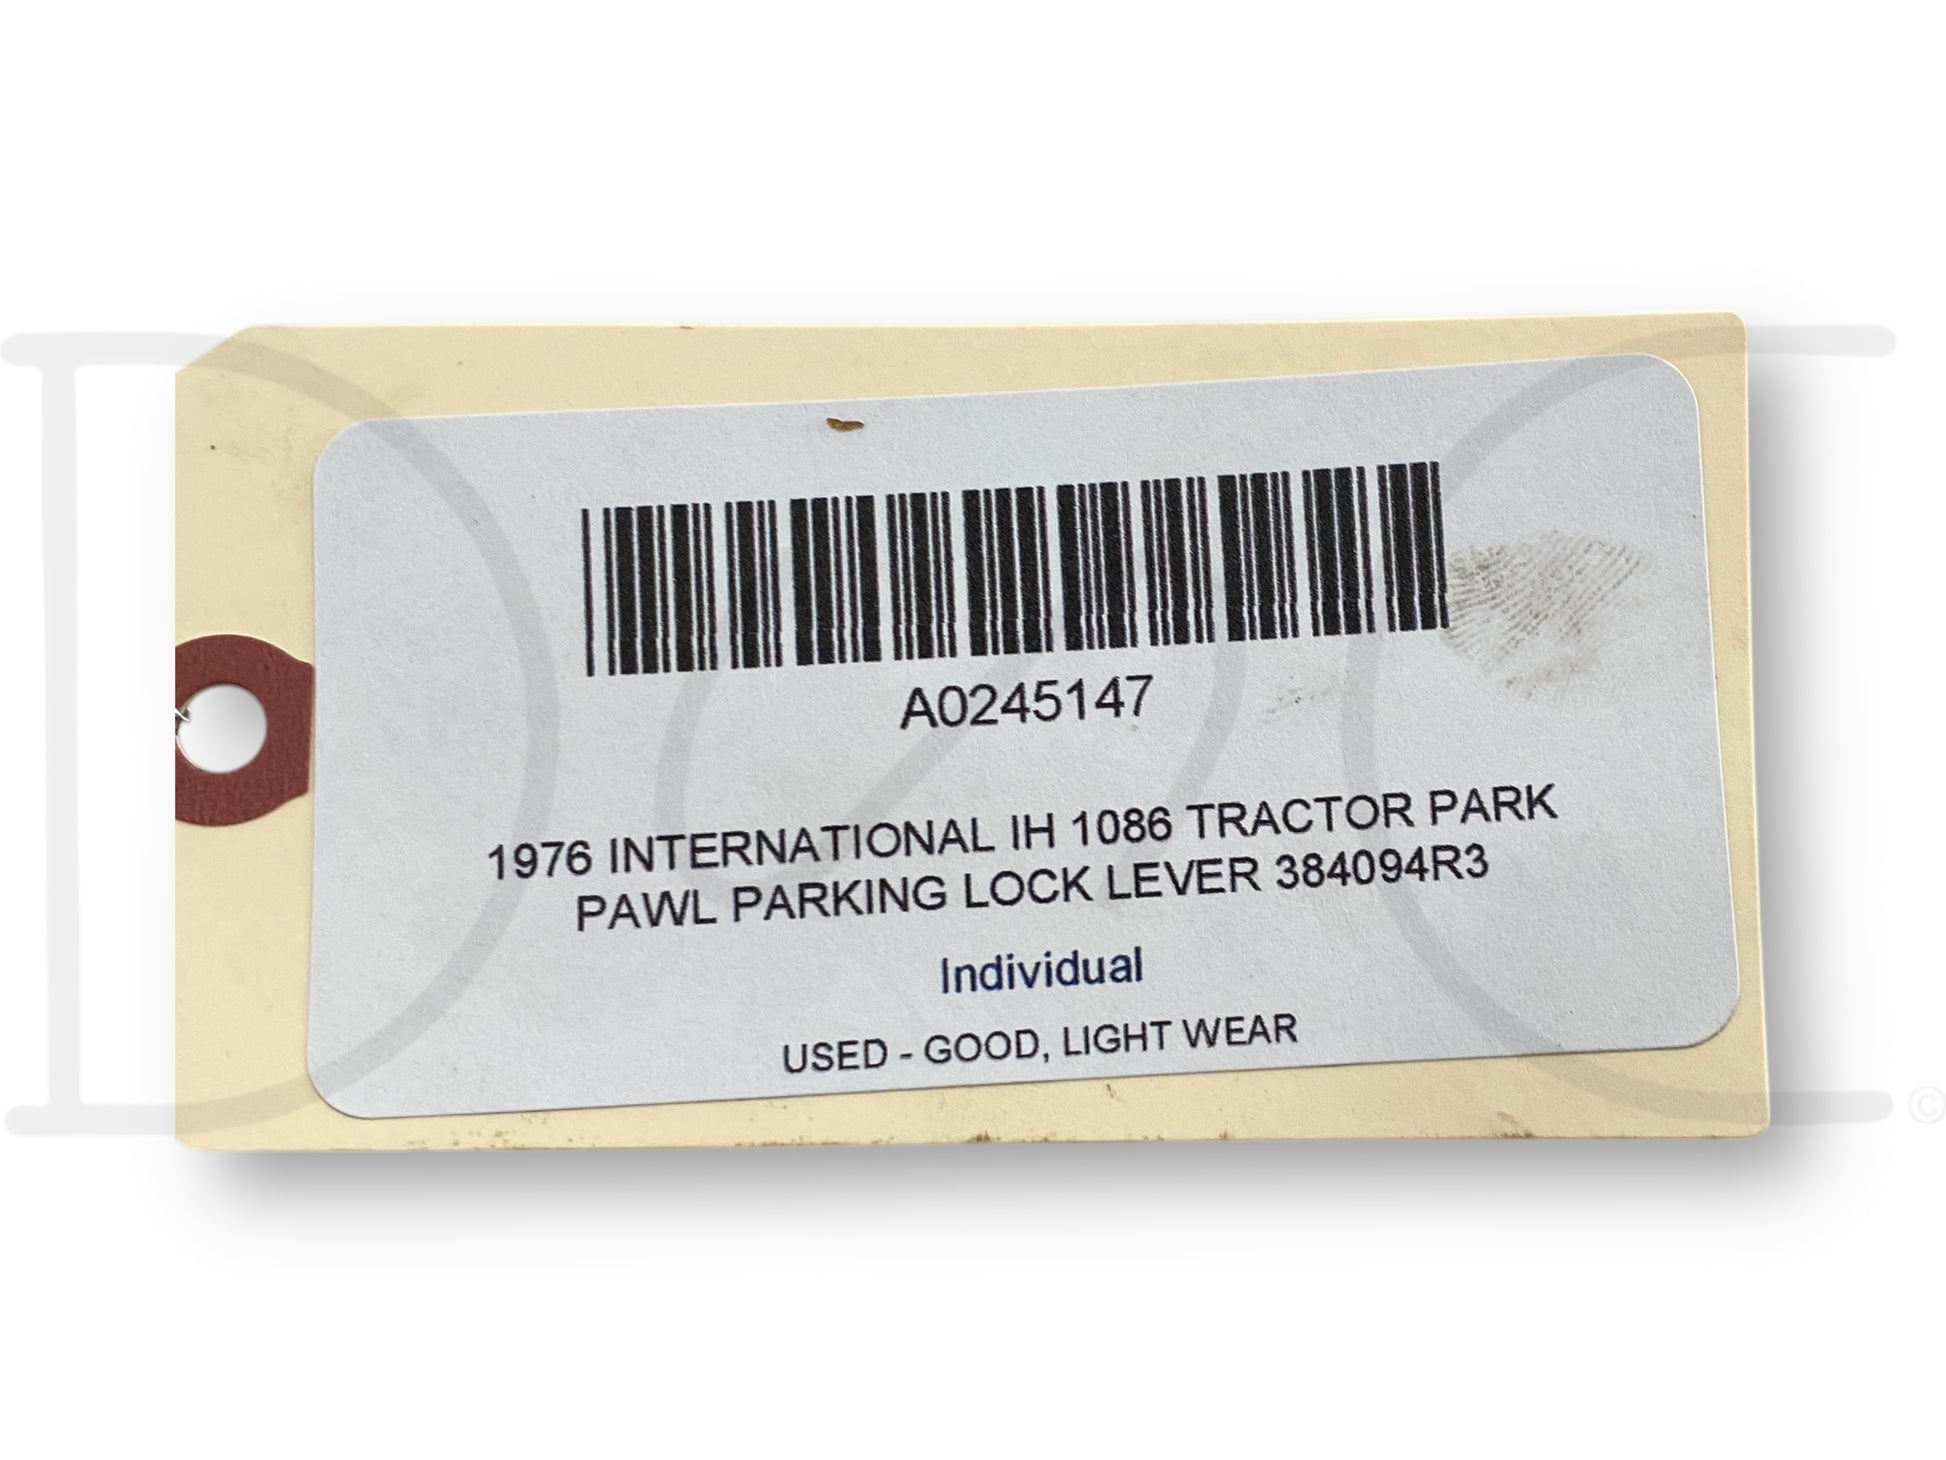 A0245147
1976 INTERNATIONAL IH 1086 TRACTOR PARK
PAWL PARKING LOCK LEVER 384094R3
Individual
USED - GOOD, LIGHT WEAR
©